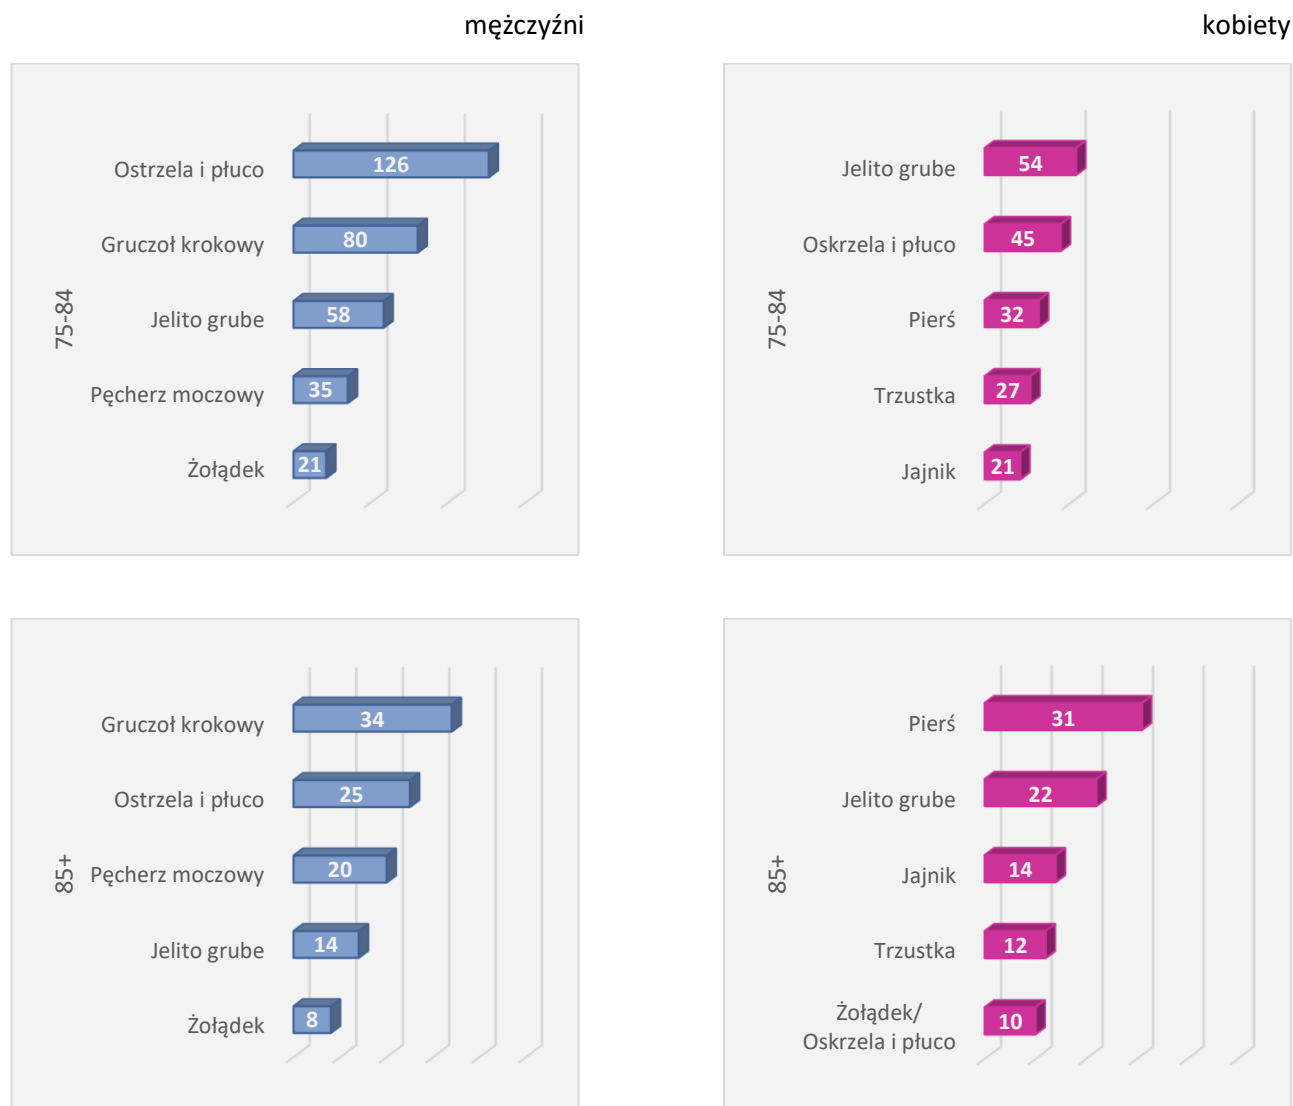 mężczyźni
kobiety
75-84
Ostrzela i płuco 126
Gruczoł krokowy 80
Jelito grube 58
Pęcherz moczowy 35
Żołądek 21
75-84
Jelito grube 54
Oskrzela i płuco 45
Pierś 32
Trzustka 27
Jajnik 21
85+
Gruczoł krokowy 34
Ostrzela i płuco 25
Pęcherz moczowy 20
Jelito grube 14
Żołądek 8
85+
Pierś 31
Jelito grube 22
Jajnik 14
Trzustka 12
Żołądek/
Oskrzela i płuco 10